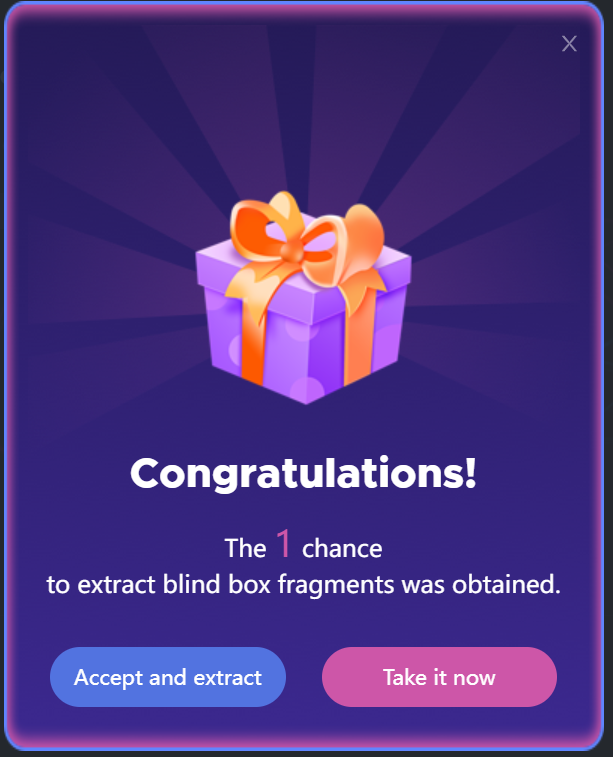 Congratulations!
The 1 chance
to extract blind box fragments was obtained.
Accept and extract
Take it now